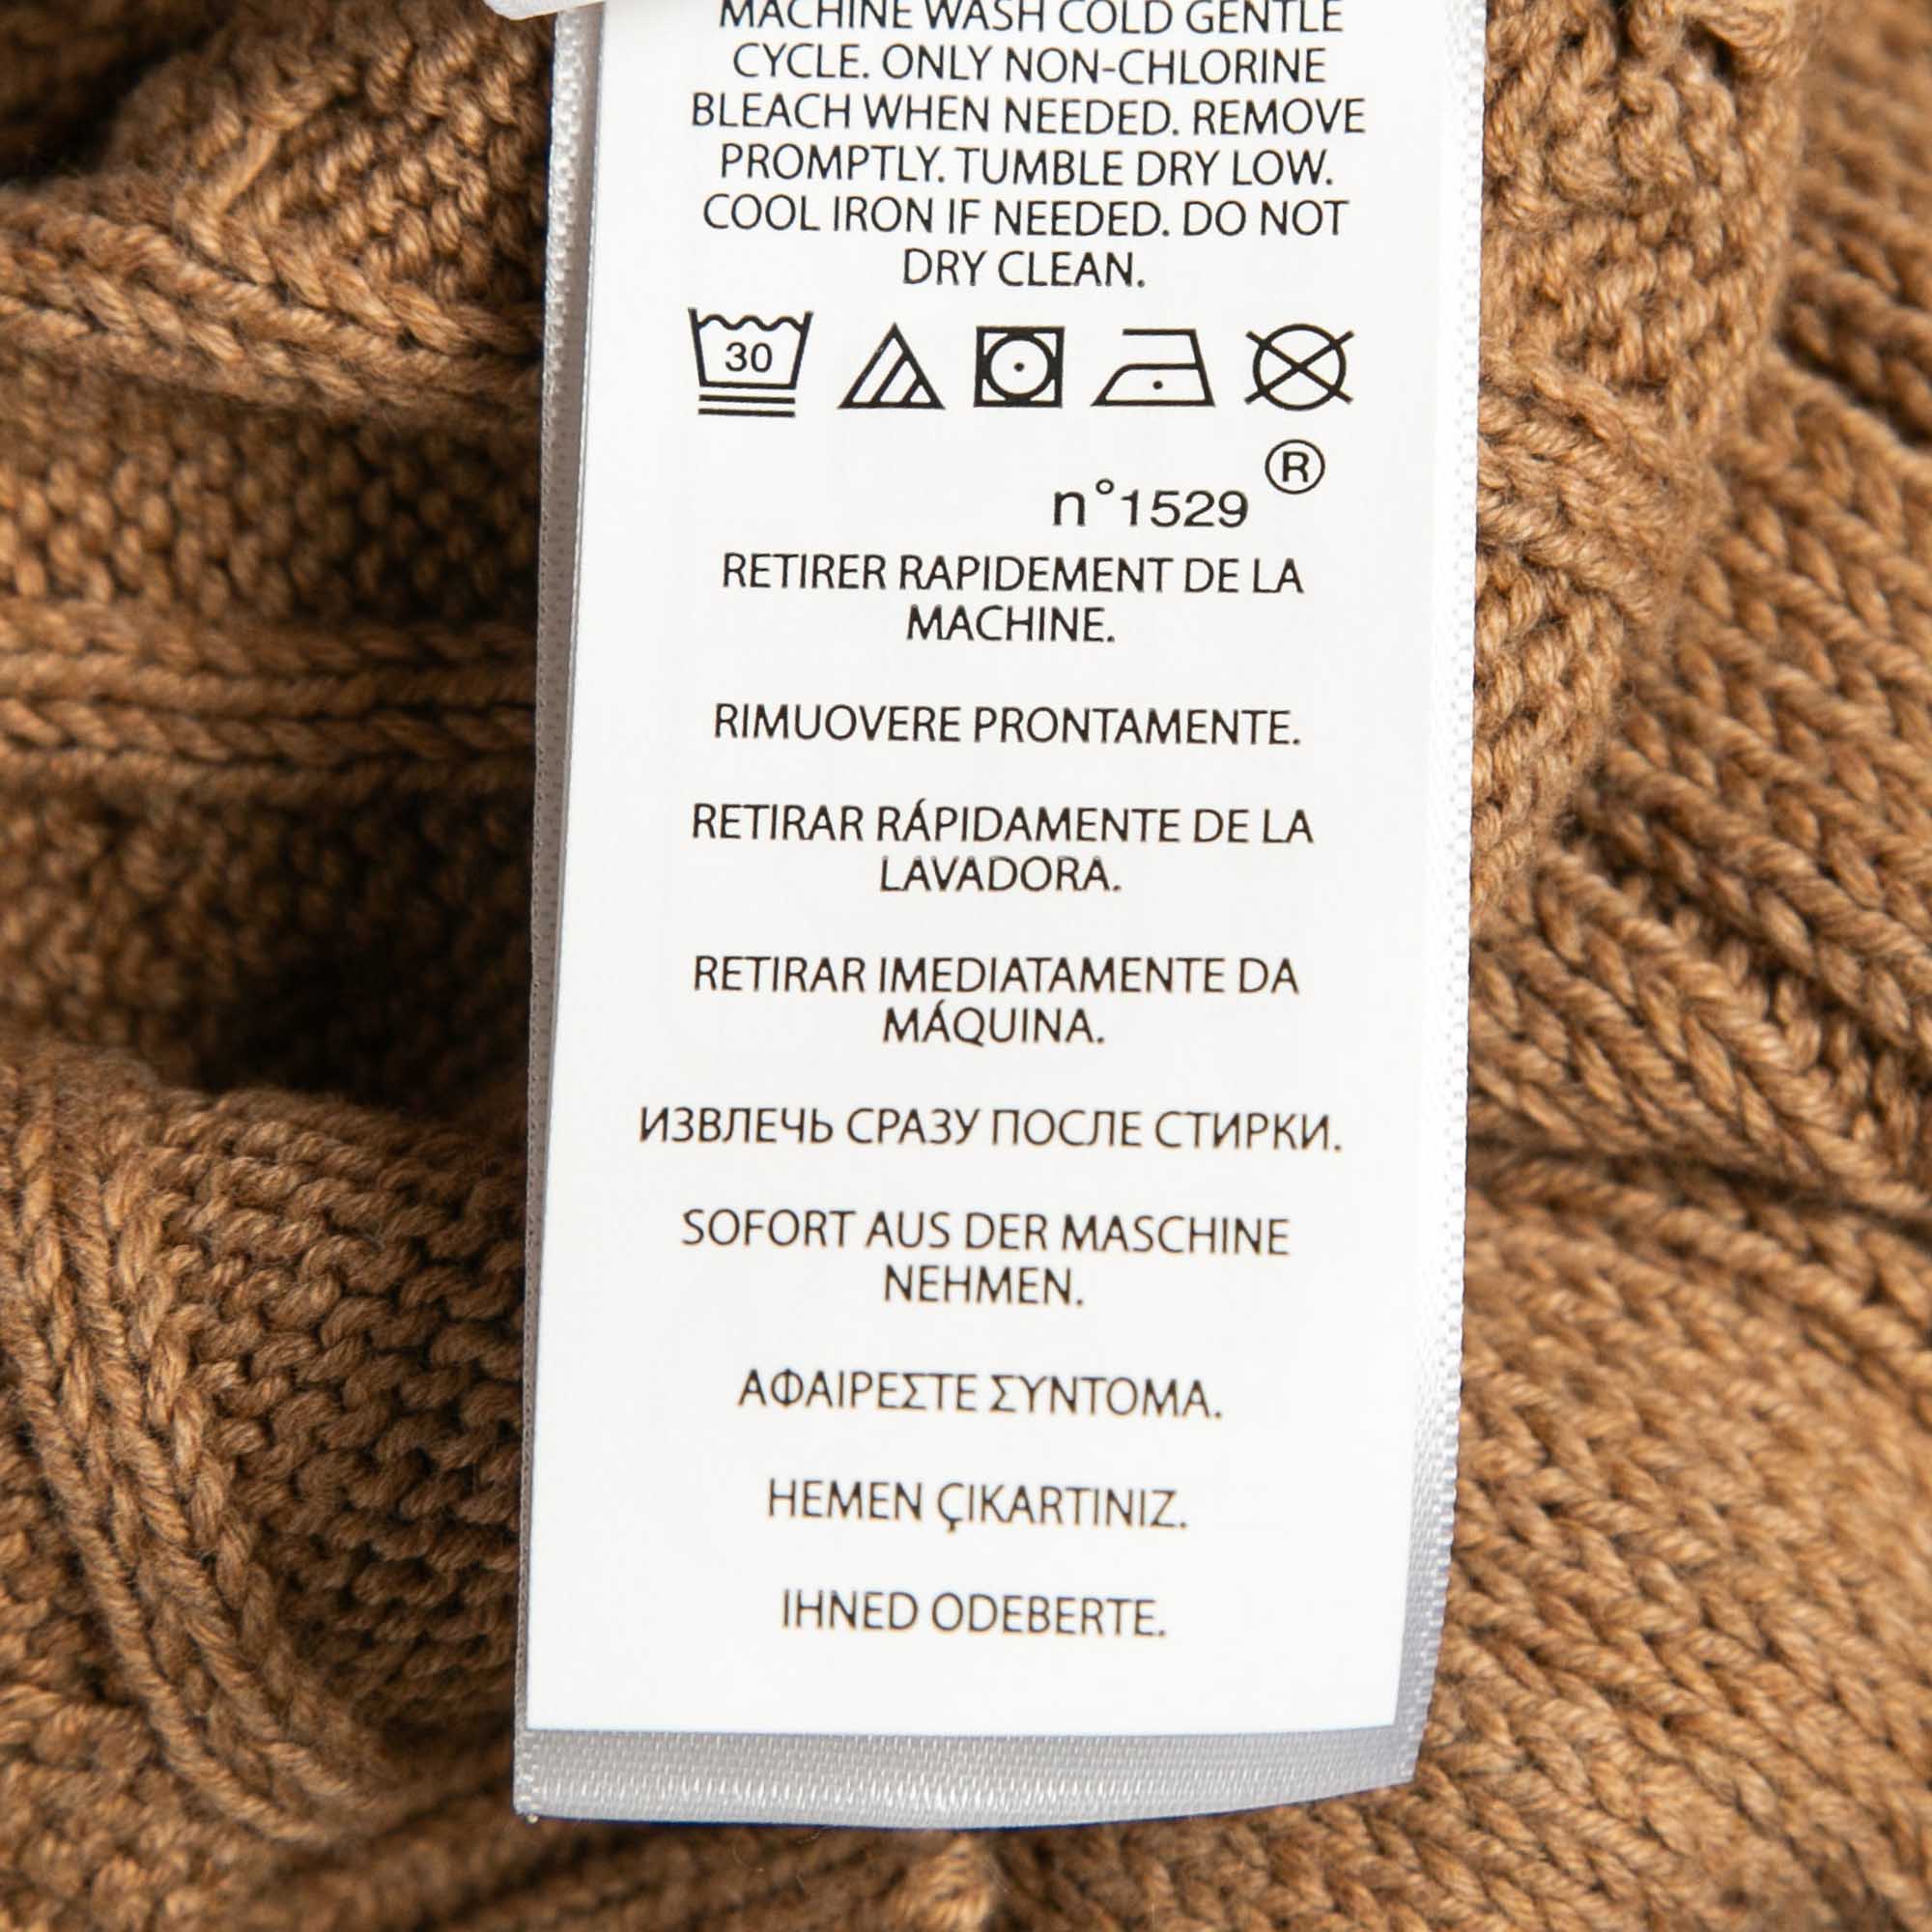 MACHINE WASH COLD GENTLE
CYCLE. ONLY NON-CHLORINE
BLEACH WHEN NEEDED. REMOVE
PROMPTLY. TUMBLE DRY LOW.
COOL IRON IF NEEDED. DO NOT
DRY CLEAN.
30
®
n°1529
RETIRER RAPIDEMENT DE LA
MACHINE.
RIMUOVERE PRONTAMENTE.
RETIRAR RÁPIDAMENTE DE LA
LAVADORA.
RETIRAR IMEDIATAMENTE DA
MÁQUINA.
ИЗВЛЕЧЬ СРАЗУ ПОСЛЕ СТИРКИ.
SOFORT AUS DER MASCHINE
NEHMEN.
ΑΦΑΙΡΕΣΤΕ ΣΥΝΤΟΜΑ.
HEMEN ÇIKARTINIZ.
IHNED ODEBERTE.